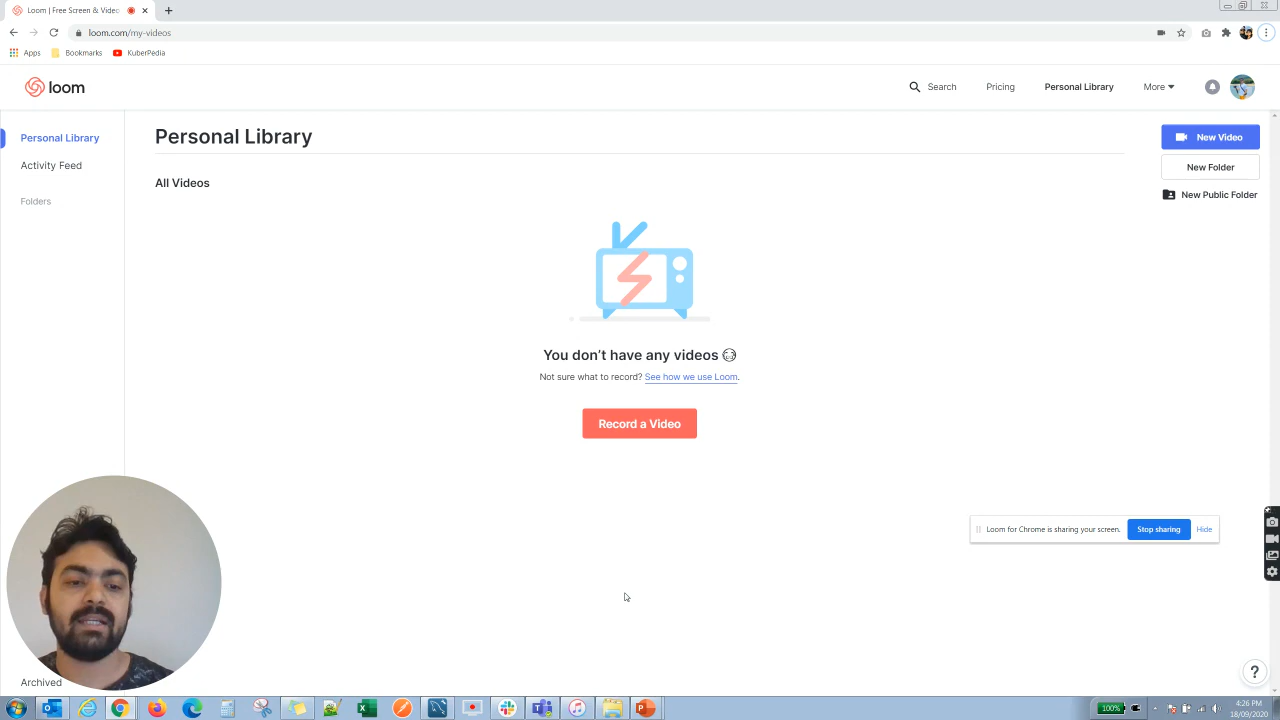 Loom | Free Screen & Video
loom.com/my-videos
Apps
Bookmarks
KuberPedia
loom
Search
Pricing
Personal Library
More
Personal Library
Activity Feed
Folders
Archived
Personal Library
All Videos
You don't have any videos
Not sure what to record? See how we use Loom.
Record a Video
New Video
New Folder
New Public Folder
Loom for Chrome is sharing your screen.
Stop sharing
Hide
?
100%
4:26 PM
18/09/2020